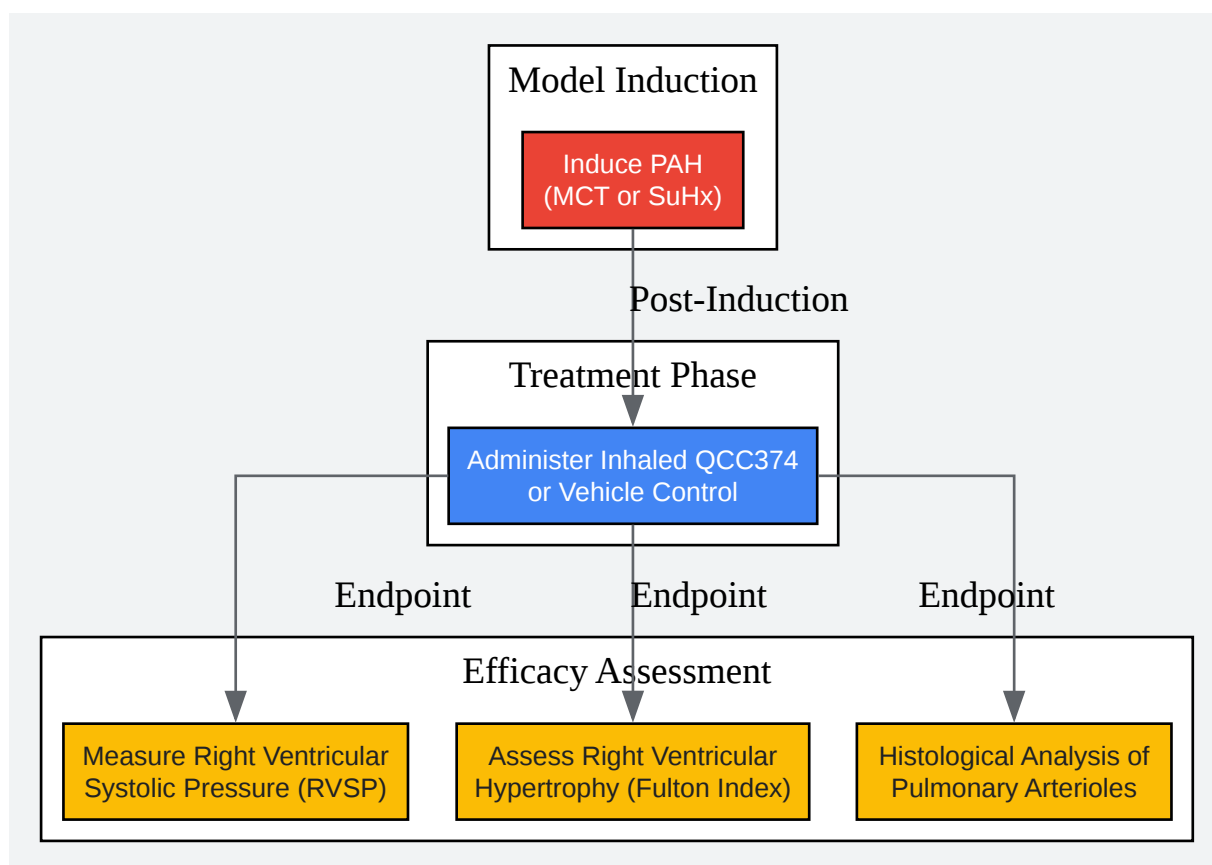 Model Induction
Induce PAH
(MCT or SuHx)
Post-Induction
Treatment Phase
Administer Inhaled QCC374
or Vehicle Control
Endpoint
Endpoint
Endpoint
Efficacy Assessment
Measure Right Ventricular
Systolic Pressure (RVSP)
Assess Right Ventricular
Hypertrophy (Fulton Index)
Histological Analysis of
Pulmonary Arterioles